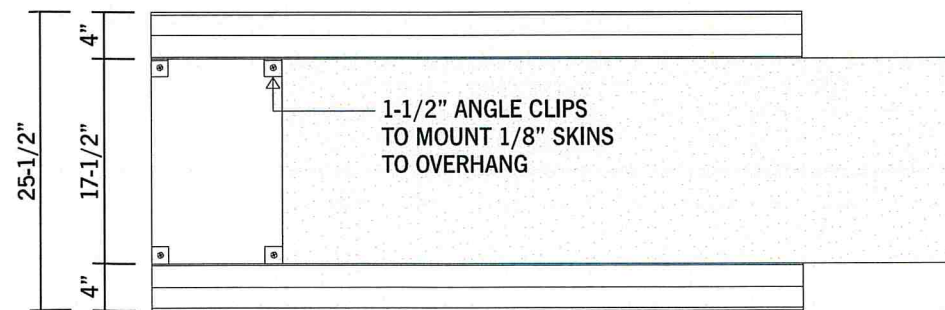 4”
25-1/2”
17-1/2”
4”
1-1/2” ANGLE CLIPS
TO MOUNT 1/8” SKINS
TO OVERHANG